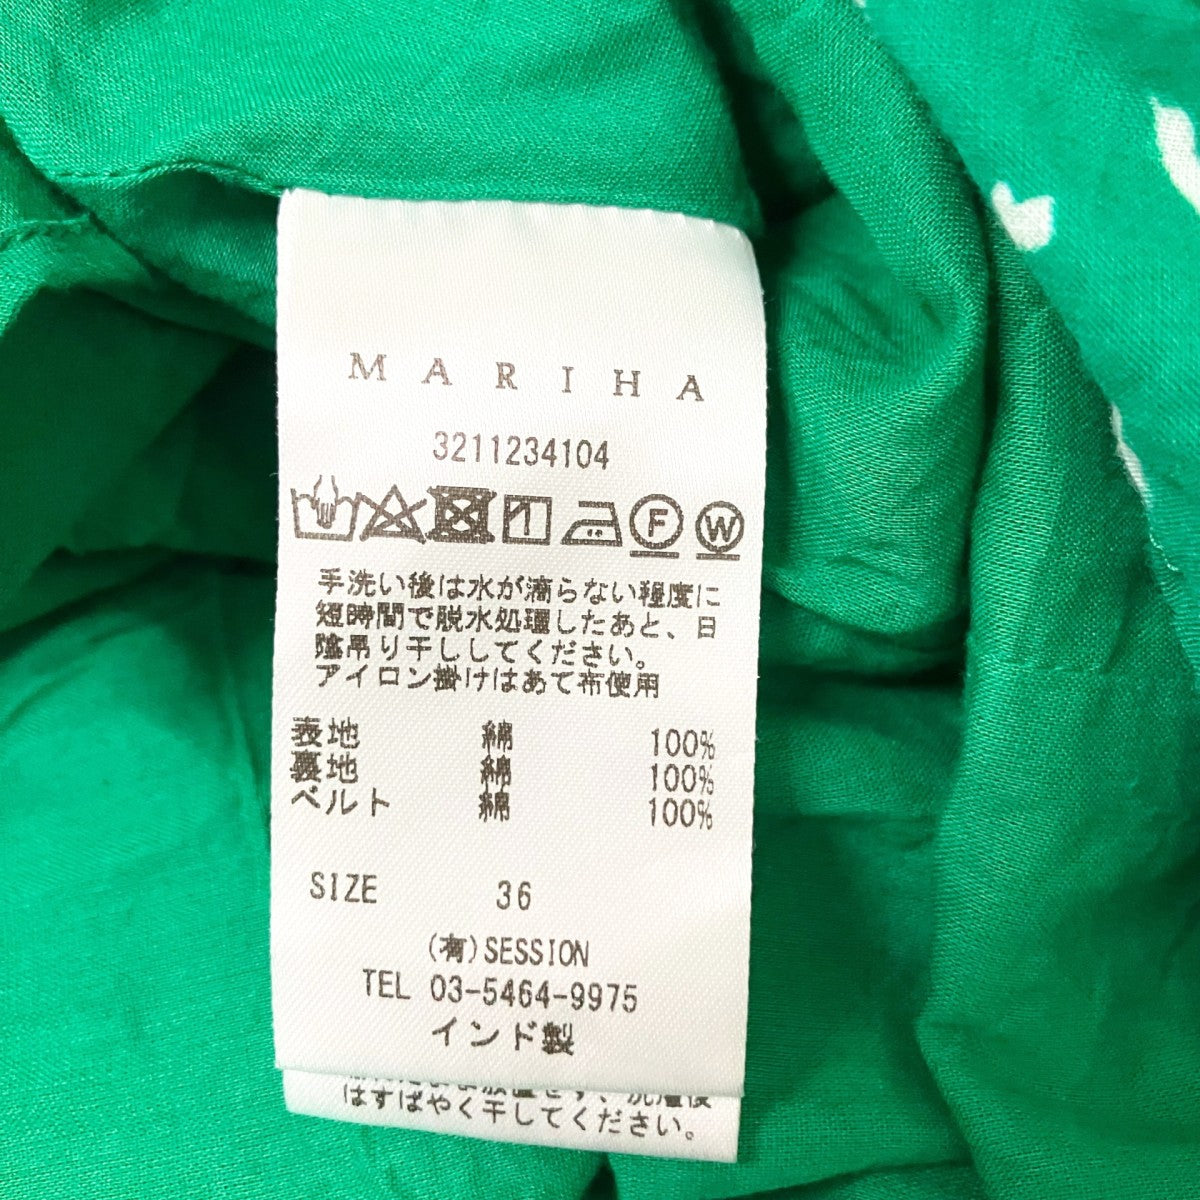 MARIHA
3211234104
F W
手洗い後は水が滴らない程度に
短時間で脱水処理したあと、日
陰吊り干ししてください。
アイロン掛けはあて布使用
表地 綿 100%
裏地 綿 100%
ベルト 綿 100%
SIZE 36
(有)SESSION
TEL 03-5464-9975
インド製
はすばやく干してください。